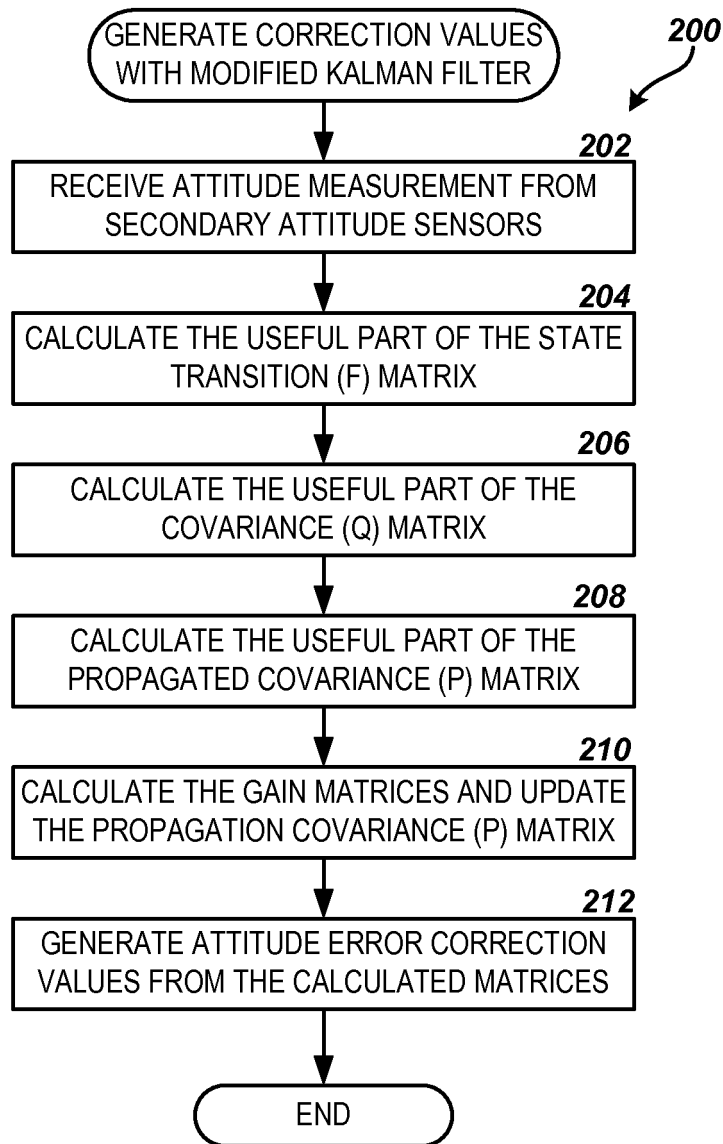 GENERATE CORRECTION VALUES
WITH MODIFIED KALMAN FILTER
200
202
RECEIVE ATTITUDE MEASUREMENT FROM
SECONDARY ATTITUDE SENSORS
204
CALCULATE THE USEFUL PART OF THE STATE
TRANSITION (F) MATRIX
206
CALCULATE THE USEFUL PART OF THE
COVARIANCE (Q) MATRIX
208
CALCULATE THE USEFUL PART OF THE
PROPAGATED COVARIANCE (P) MATRIX
210
CALCULATE THE GAIN MATRICES AND UPDATE
THE PROPAGATION COVARIANCE (P) MATRIX
212
GENERATE ATTITUDE ERROR CORRECTION
VALUES FROM THE CALCULATED MATRICES
END